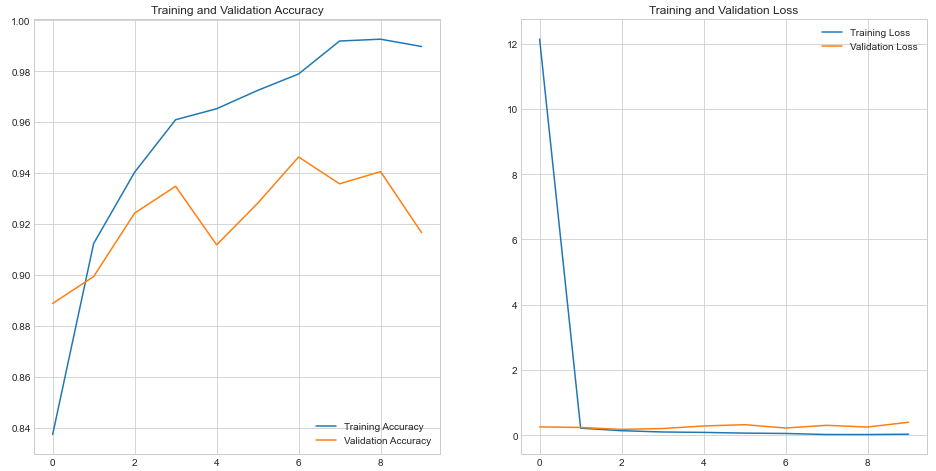 Training and Validation Accuracy
1.00
0.98
0.96
0.94
0.92
0.90
0.88
0.86
0.84
0 2 4 6 8
Training Accuracy
Validation Accuracy
Training and Validation Loss
12
10
8
6
4
2
0
0 2 4 6 8
Training Loss
Validation Loss